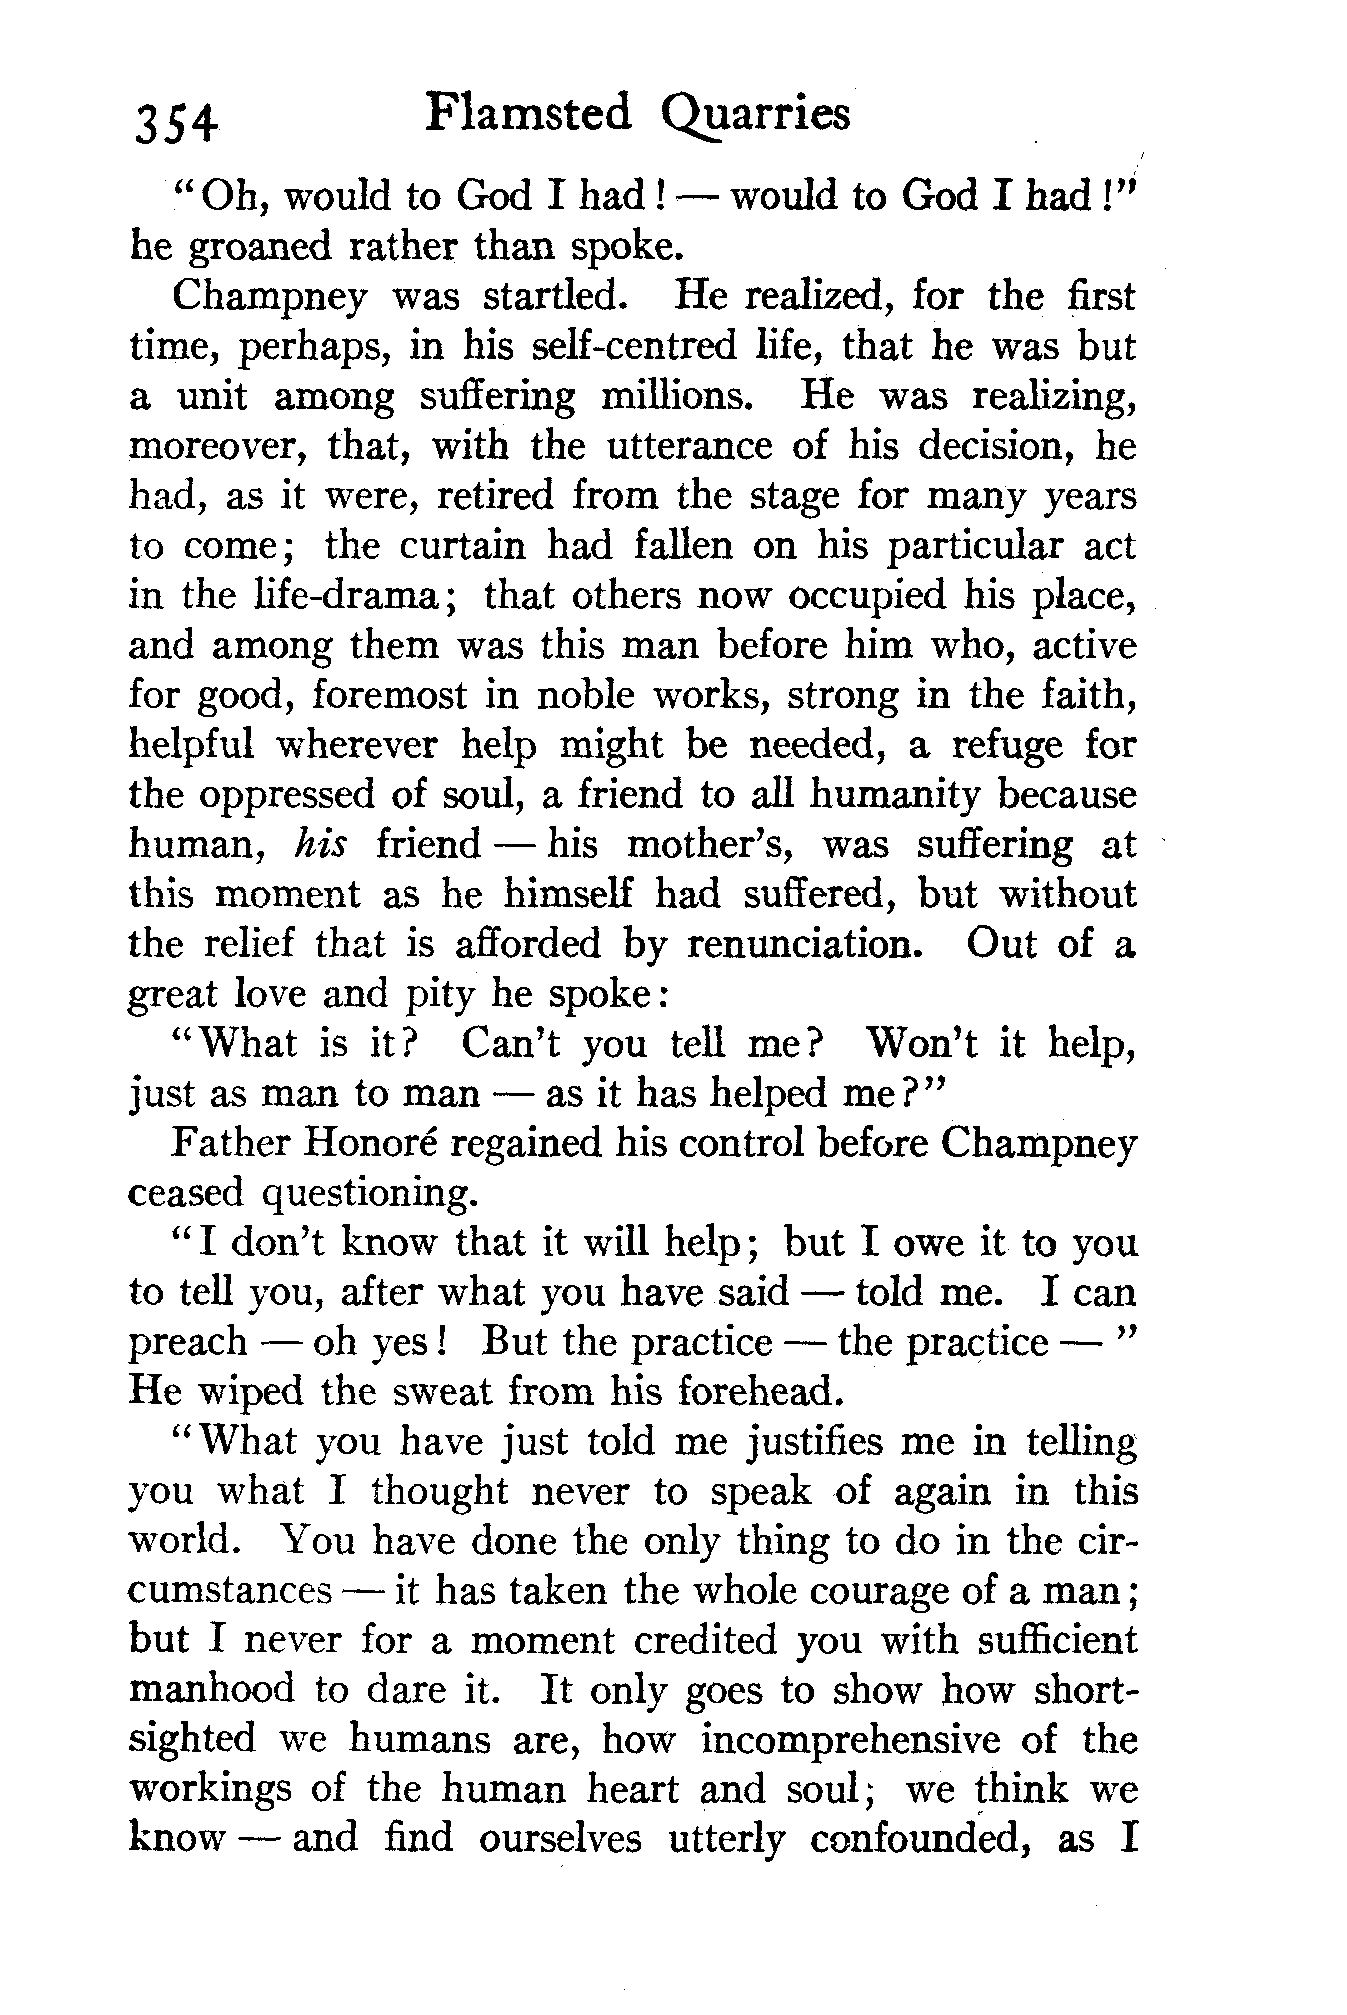 354 Flamsted Quarries
"Oh, would to God I had! — would to God I had!"
he groaned rather than spoke.
Champney was startled. He realized, for the first
time, perhaps, in his self-centred life, that he was but
a unit among suffering millions. He was realizing,
moreover, that, with the utterance of his decision, he
had, as it were, retired from the stage for many years
to come; the curtain had fallen on his particular act
in the life-drama; that others now occupied his place,
and among them was this man before him who, active
for good, foremost in noble works, strong in the faith,
helpful wherever help might be needed, a refuge for
the oppressed of soul, a friend to all humanity because
human, his friend — his mother's, was suffering at
this moment as he himself had suffered, but without
the relief that is afforded by renunciation. Out of a
great love and pity he spoke:
"What is it? Can't you tell me? Won't it help,
just as man to man — as it has helped me?"
Father Honoré regained his control before Champney
ceased questioning.
"I don't know that it will help; but I owe it to you
to tell you, after what you have said — told me. I can
preach — oh yes! But the practice — the practice — "
He wiped the sweat from his forehead.
"What you have just told me justifies me in telling
you what I thought never to speak of again in this
world. You have done the only thing to do in the cir-
cumstances — it has taken the whole courage of a man;
but I never for a moment credited you with sufficient
manhood to dare it. It only goes to show how short-
sighted we humans are, how incomprehensive of the
workings of the human heart and soul; we think we
know — and find ourselves utterly confounded, as I